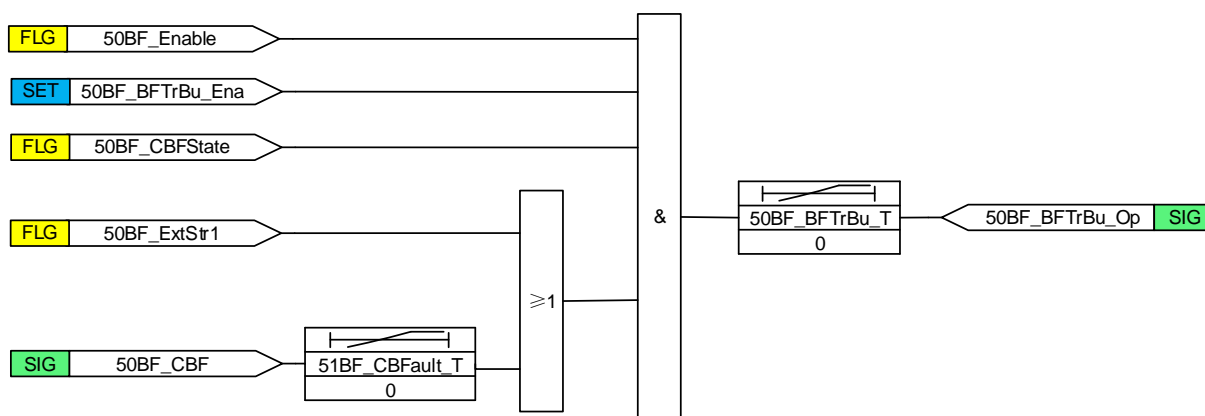 FLG 50BF_Enable
SET 50BF_BFTrBu_Ena
FLG 50BF_CBFState
FLG 50BF_ExtStr1
SIG 50BF_CBF
51BF_CBFault_T
0
≥1
&
50BF_BFTrBu_T
0
50BF_BFTrBu_Op SIG